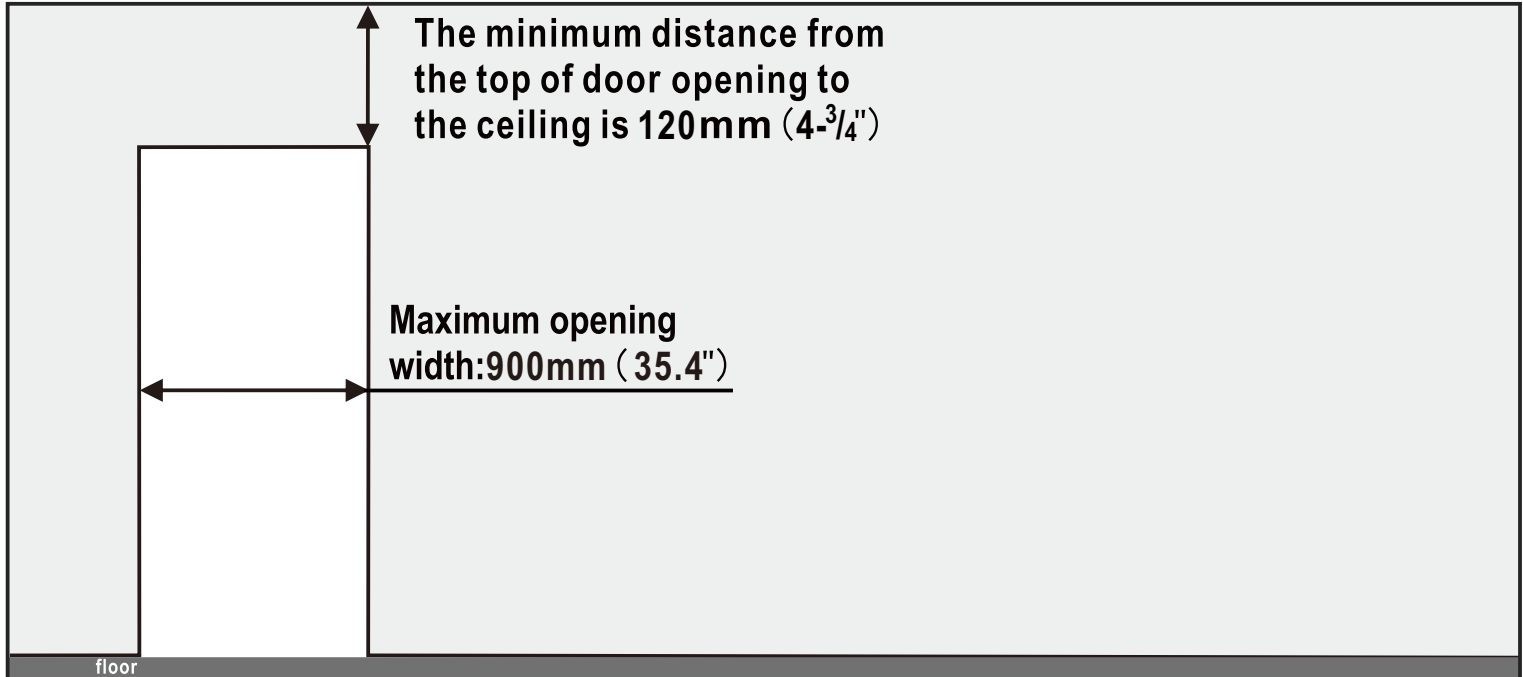 The minimum distance from
the top of door opening to
the ceiling is 120mm（4-3/4"）
Maximum opening
width:900mm（35.4"）
floor